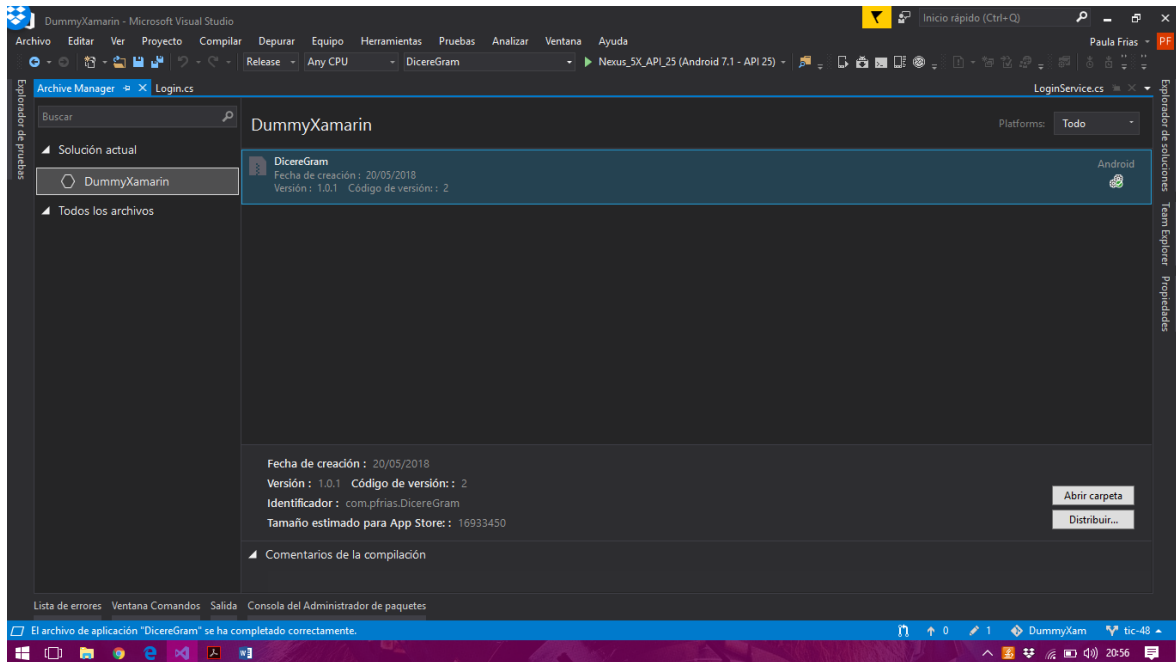 DummyXamarin - Microsoft Visual Studio
Inicio rápido (Ctrl+Q)
Archivo Editar Ver Proyecto Compilar Depurar Equipo Herramientas Pruebas Analizar Ventana Ayuda
Paula Frias PF
Release Any CPU DicereGram Nexus_5X_API_25 (Android 7.1 - API 25)
Explorador de pruebas
Archive Manager Login.cs
LoginService.cs
Buscar
Solución actual
DummyXamarin
Todos los archivos
DummyXamarin
Platforms: Todo
DicereGram
Fecha de creación : 20/05/2018
Versión : 1.0.1 Código de versión: : 2
Android
Fecha de creación : 20/05/2018
Versión : 1.0.1 Código de versión: : 2
Identificador : com.pfrias.DicereGram
Tamaño estimado para App Store: : 16933450
Abrir carpeta
Distribuir...
Comentarios de la compilación
Explorador de soluciones
Team Explorer
Propiedades
Lista de errores Ventana Comandos Salida Consola del Administrador de paquetes
El archivo de aplicación "DicereGram" se ha completado correctamente.
0 1 DummyXam tic-48
20:56